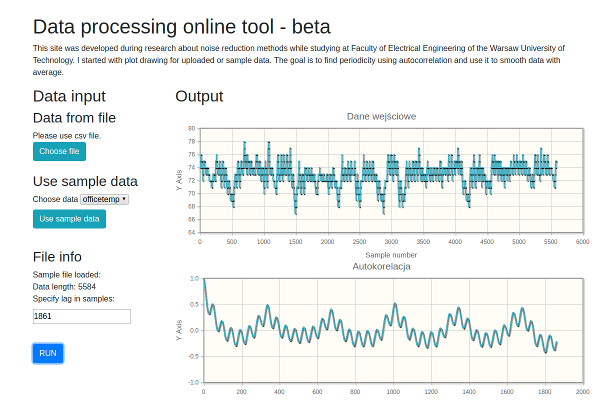 Data processing online tool - beta
This site was developed during research about noise reduction methods while studying at Faculty of Electrical Engineering of the Warsaw University of
Technology. I started with plot drawing for uploaded or sample data. The goal is to find periodicity using autocorrelation and use it to smooth data with
average.
Data input
Data from file
Please use csv file.
Choose file
Use sample data
Choose data officetemp
Use sample data
File info
Sample file loaded:
Data length: 5584
Specify lag in samples:
1861
RUN
Output
Dane wejściowe
Y Axis
80
78
76
74
72
70
68
66
64
0 500 1000 1500 2000 2500 3000 3500 4000 4500 5000 5500 6000
Sample number
Autokorelacja
Y Axis
1.0
0.5
0.0
-0.5
-1.0
0 200 400 600 800 1000 1200 1400 1600 1800 2000